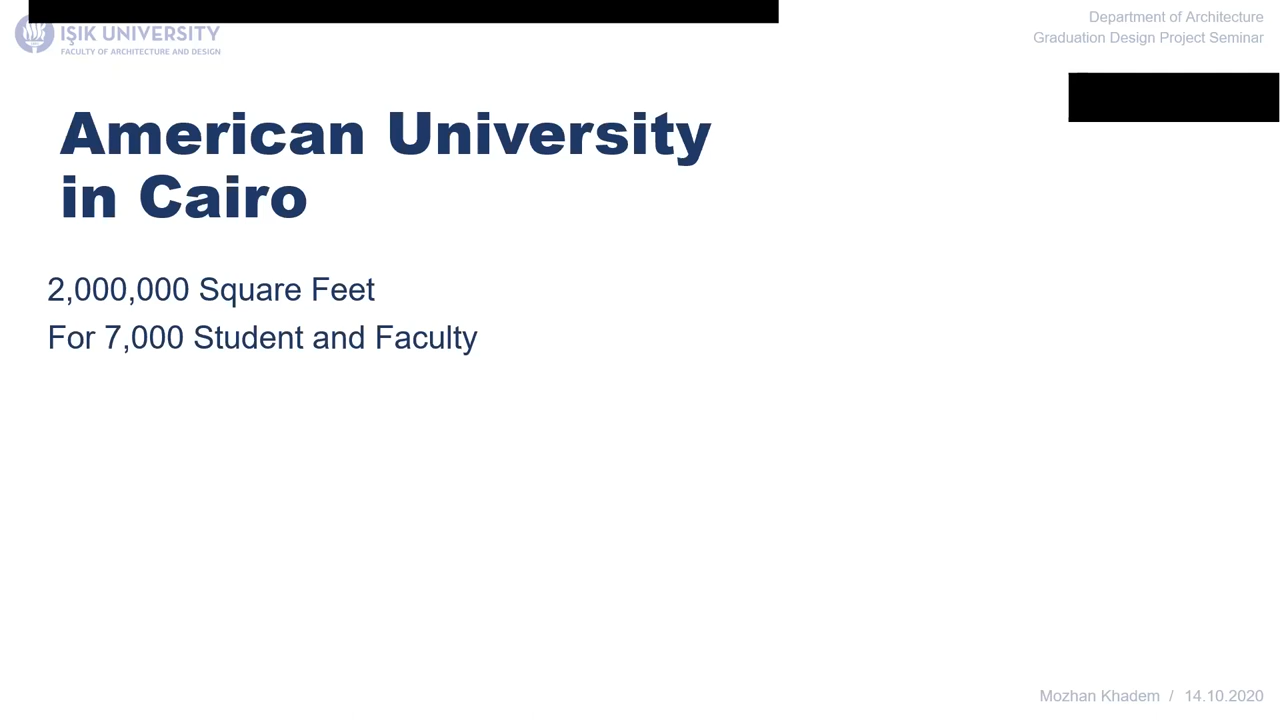 IŞIK UNIVERSITY
FACULTY OF ARCHITECTURE AND DESIGN
Department of Architecture
Graduation Design Project Seminar
American University
in Cairo
2,000,000 Square Feet
For 7,000 Student and Faculty
Mozhan Khadem / 14.10.2020